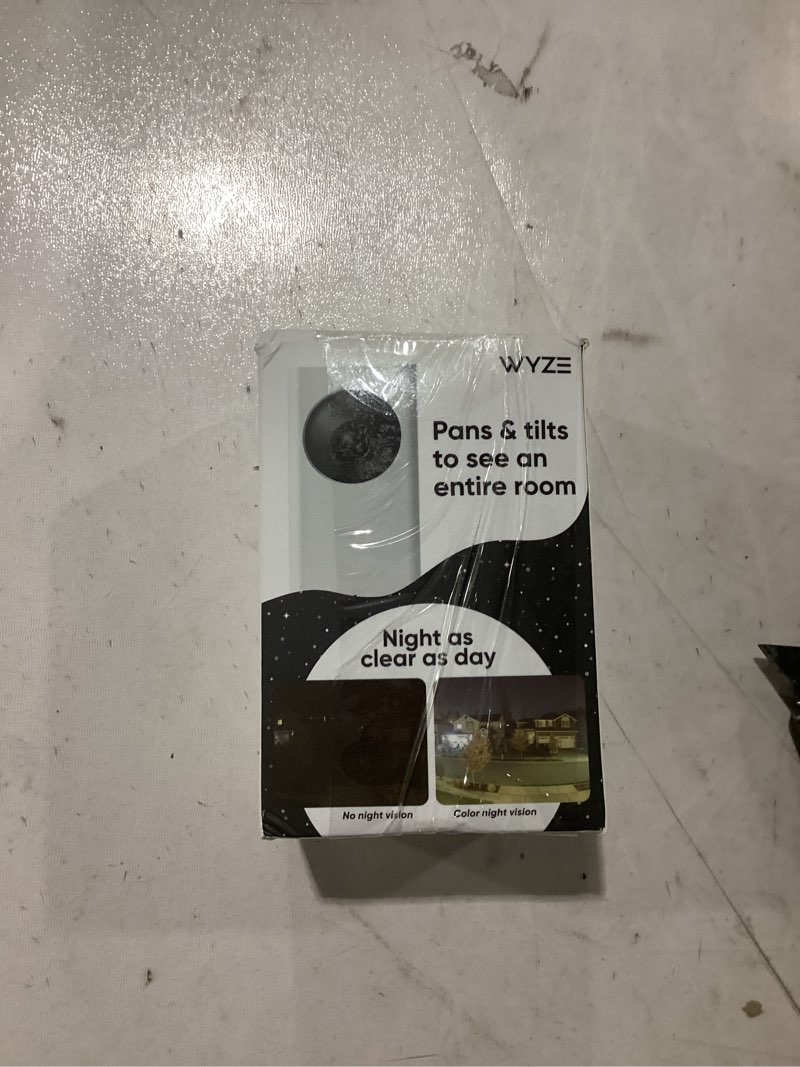 WYZE
Pans & tilts
to see an
entire room
Night as
clear as day
No night vision
Color night vision